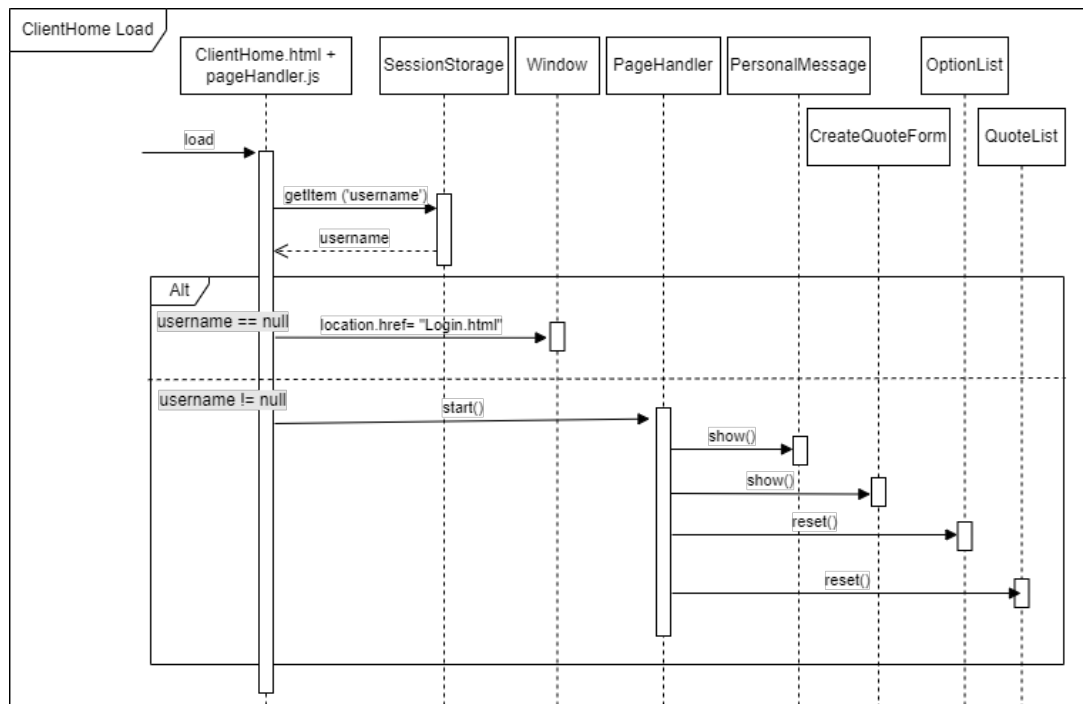 ClientHome Load
ClientHome.html +
pageHandler.js
SessionStorage
Window
PageHandler
PersonalMessage
OptionList
CreateQuoteForm
QuoteList
load
getItem ('username')
username
Alt
username == null
location.href= "Login.html"
username != null
start()
show()
show()
reset()
reset()